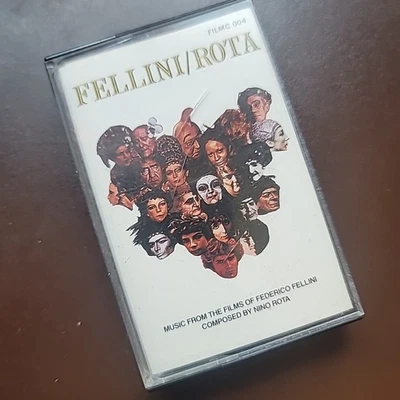 FILMC 004
FELLINI/ROTA
MUSIC FROM THE FILMS OF FEDERICO FELLINI
COMPOSED BY NINO ROTA